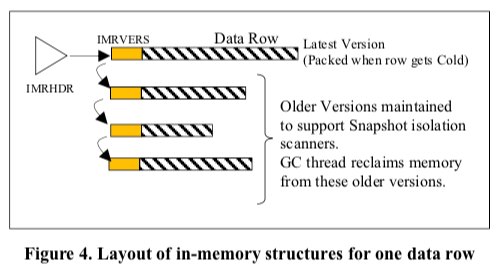 IMRVERS
Data Row
Latest Version
(Packed when row gets Cold)
IMRHDR
Older Versions maintained
to support Snapshot isolation
scanners.
GC thread reclaims memory
from these older versions.
Figure 4. Layout of in-memory structures for one data row